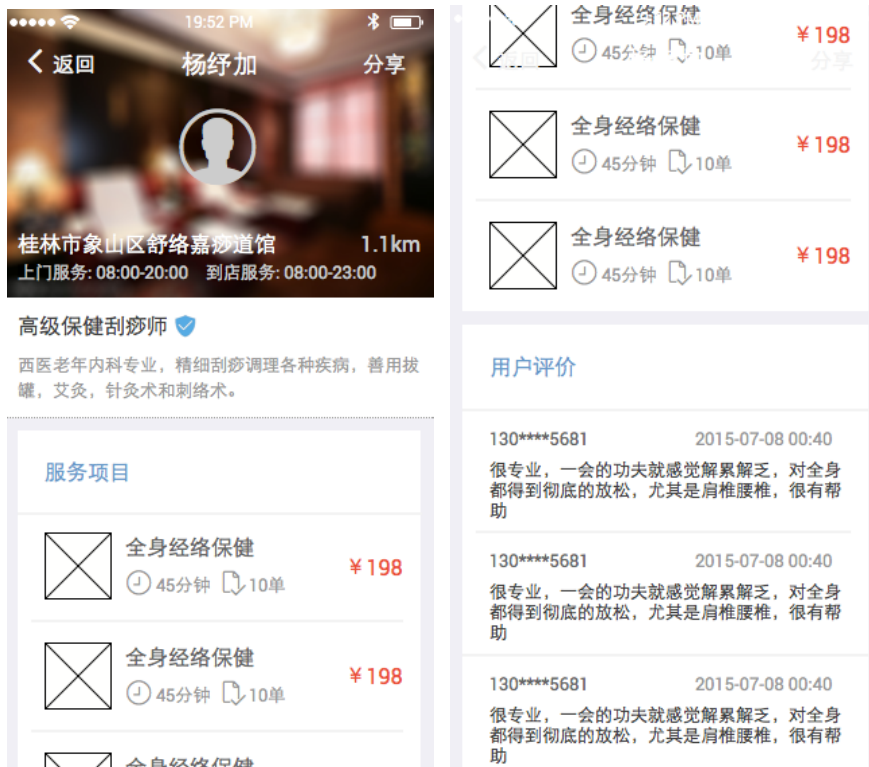 19:52 PM
返回
杨纾加
分享
桂林市象山区舒络嘉痧道馆
1.1km
上门服务: 08:00-20:00 到店服务: 08:00-23:00
高级保健刮痧师
西医老年内科专业，精细刮痧调理各种疾病，善用拔
罐，艾灸，针灸术和刺络术。
服务项目
全身经络保健
45分钟 10单
¥ 198
全身经络保健
45分钟 10单
¥ 198
全身经络保健
全身经络保健
45分钟 10单
¥ 198
返回
分享
全身经络保健
45分钟 10单
¥ 198
全身经络保健
45分钟 10单
¥ 198
用户评价
130****5681 2015-07-08 00:40
很专业，一会的功夫就感觉解累解乏，对全身
都得到彻底的放松，尤其是肩椎腰椎，很有帮
助
130****5681 2015-07-08 00:40
很专业，一会的功夫就感觉解累解乏，对全身
都得到彻底的放松，尤其是肩椎腰椎，很有帮
助
130****5681 2015-07-08 00:40
很专业，一会的功夫就感觉解累解乏，对全身
都得到彻底的放松，尤其是肩椎腰椎，很有帮
助